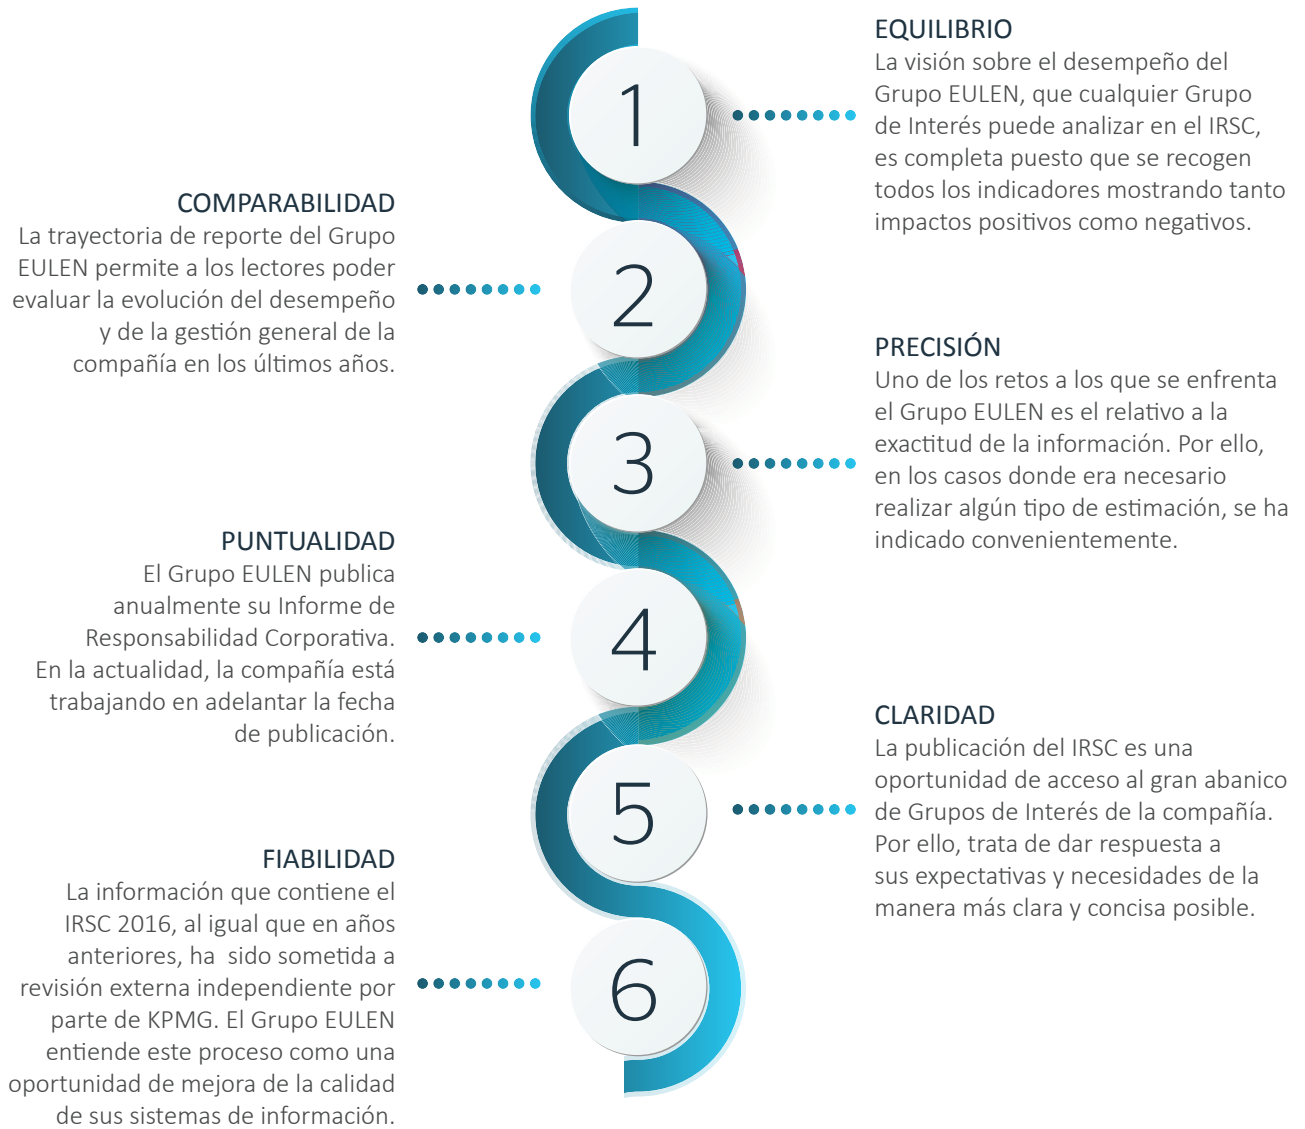 1
EQUILIBRIO
La visión sobre el desempeño del
Grupo EULEN, que cualquier Grupo
de Interés puede analizar en el IRSC,
es completa puesto que se recogen
todos los indicadores mostrando tanto
impactos positivos como negativos.
2
COMPARABILIDAD
La trayectoria de reporte del Grupo
EULEN permite a los lectores poder
evaluar la evolución del desempeño
y de la gestión general de la
compañía en los últimos años.
3
PRECISIÓN
Uno de los retos a los que se enfrenta
el Grupo EULEN es el relativo a la
exactitud de la información. Por ello,
en los casos donde era necesario
realizar algún tipo de estimación, se ha
indicado convenientemente.
4
PUNTUALIDAD
El Grupo EULEN publica
anualmente su Informe de
Responsabilidad Corporativa.
En la actualidad, la compañía está
trabajando en adelantar la fecha
de publicación.
5
CLARIDAD
La publicación del IRSC es una
oportunidad de acceso al gran abanico
de Grupos de Interés de la compañía.
Por ello, trata de dar respuesta a
sus expectativas y necesidades de la
manera más clara y concisa posible.
6
FIABILIDAD
La información que contiene el
IRSC 2016, al igual que en años
anteriores, ha  sido sometida a
revisión externa independiente por
parte de KPMG. El Grupo EULEN
entiende este proceso como una
oportunidad de mejora de la calidad
de sus sistemas de información.